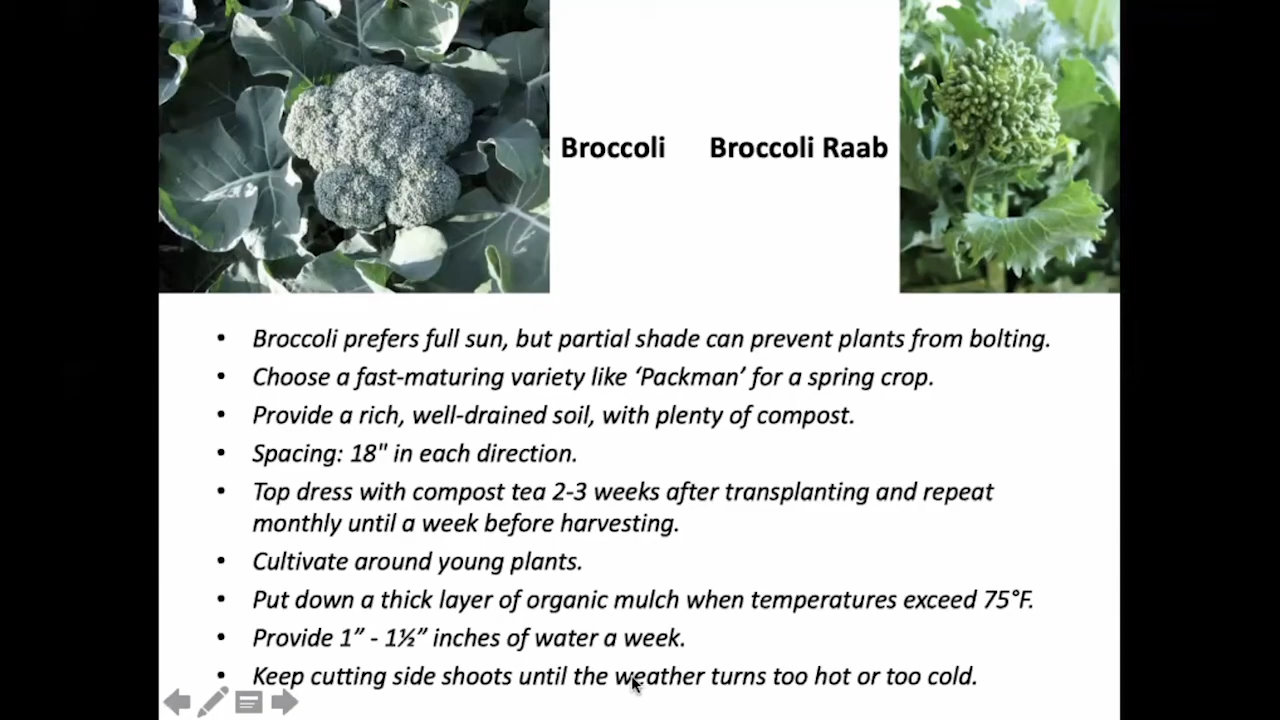 Broccoli Broccoli Raab
• Broccoli prefers full sun, but partial shade can prevent plants from bolting.
• Choose a fast-maturing variety like ‘Packman’ for a spring crop.
• Provide a rich, well-drained soil, with plenty of compost.
• Spacing: 18" in each direction.
• Top dress with compost tea 2-3 weeks after transplanting and repeat
monthly until a week before harvesting.
• Cultivate around young plants.
• Put down a thick layer of organic mulch when temperatures exceed 75°F.
• Provide 1” - 1½” inches of water a week.
• Keep cutting side shoots until the weather turns too hot or too cold.